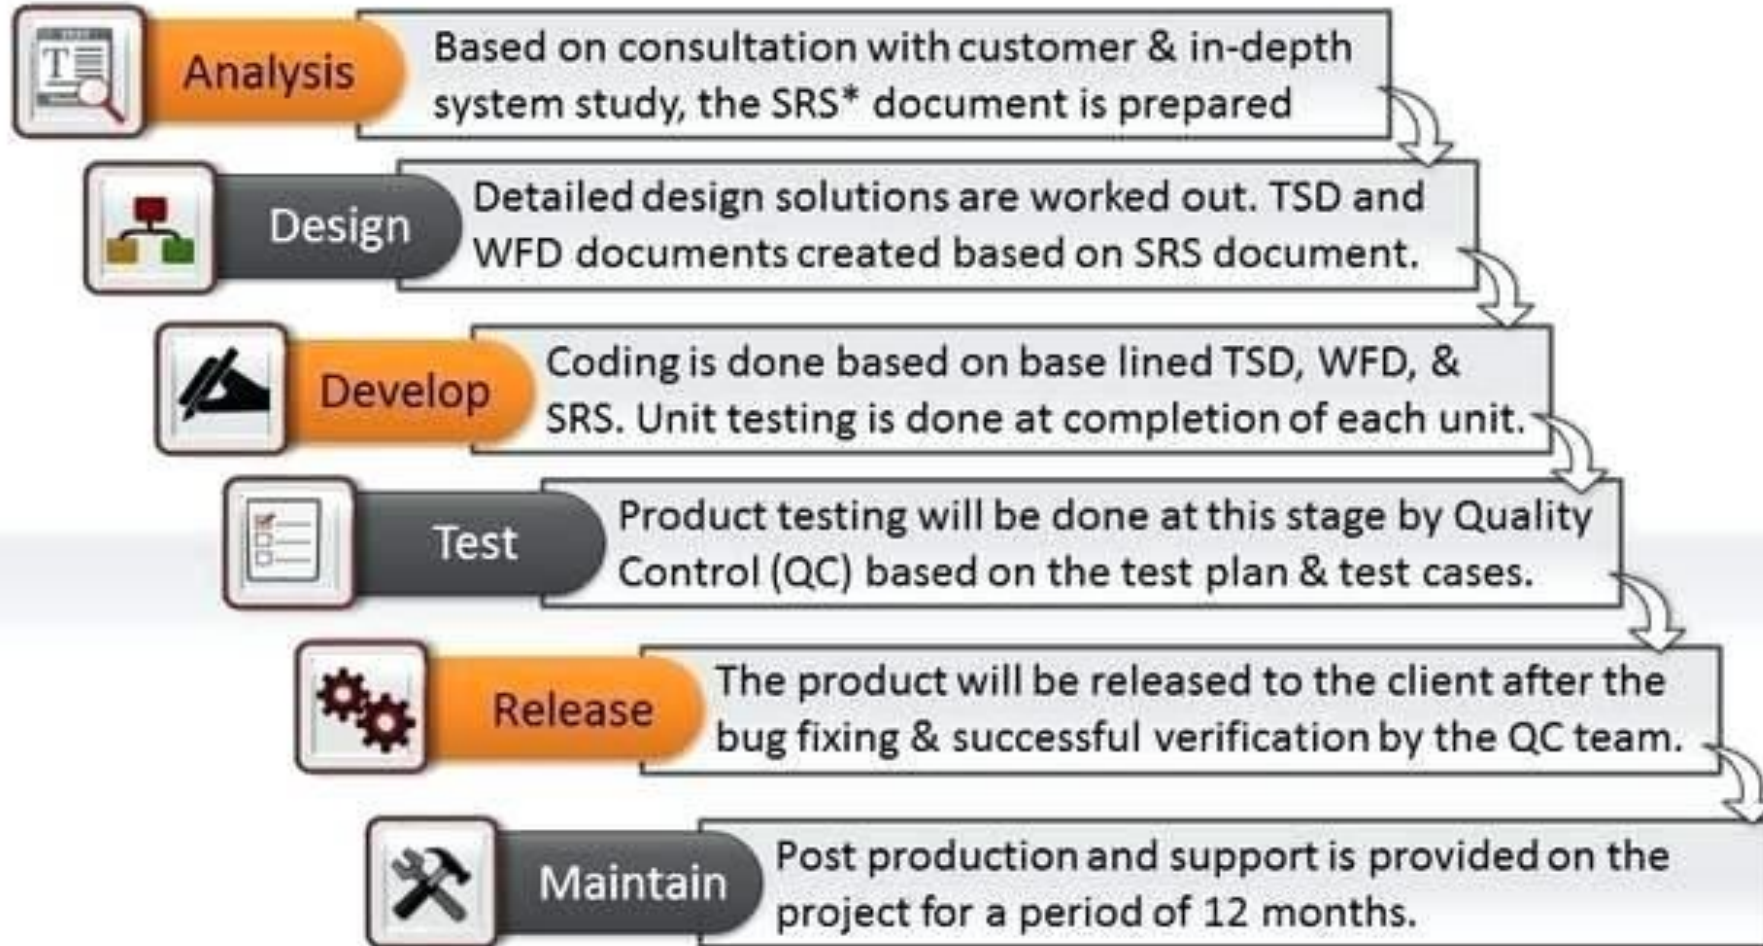 Analysis
Based on consultation with customer & in-depth
system study, the SRS* document is prepared
Design
Detailed design solutions are worked out. TSD and
WFD documents created based on SRS document.
Develop
Coding is done based on base lined TSD, WFD, &
SRS. Unit testing is done at completion of each unit.
Test
Product testing will be done at this stage by Quality
Control (QC) based on the test plan & test cases.
Release
The product will be released to the client after the
bug fixing & successful verification by the QC team.
Maintain
Post production and support is provided on the
project for a period of 12 months.